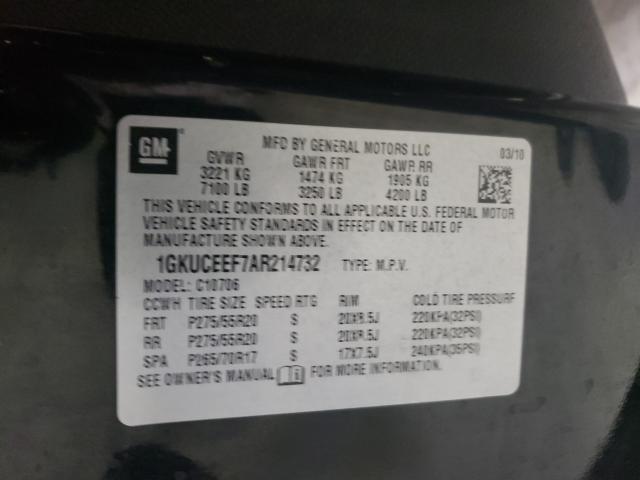 GM
MFD BY GENERAL MOTORS LLC 03/10
GVWR GAWR FRT GAWR RR
3221 KG 1474 KG 1905 KG
7100 LB 3250 LB 4200 LB
THIS VEHICLE CONFORMS TO ALL APPLICABLE U.S. FEDERAL MOTOR
VEHICLE SAFETY STANDARDS IN EFFECT ON THE DATE OF
MANUFACTURE SHOWN ABOVE.
1GKUCEEF7AR214732 TYPE: M.P.V.
MODEL: C10706
CCWH TIRE SIZE SPEED RTG RIM COLD TIRE PRESSURE
FRT P275/55R20 S 20X8.5J 220KPA(32PSI)
RR P275/55R20 S 20X8.5J 220KPA(32PSI)
SPA P265/70R17 S 17X7.5J 240KPA(35PSI)
SEE OWNER'S MANUAL FOR MORE INFORMATION.